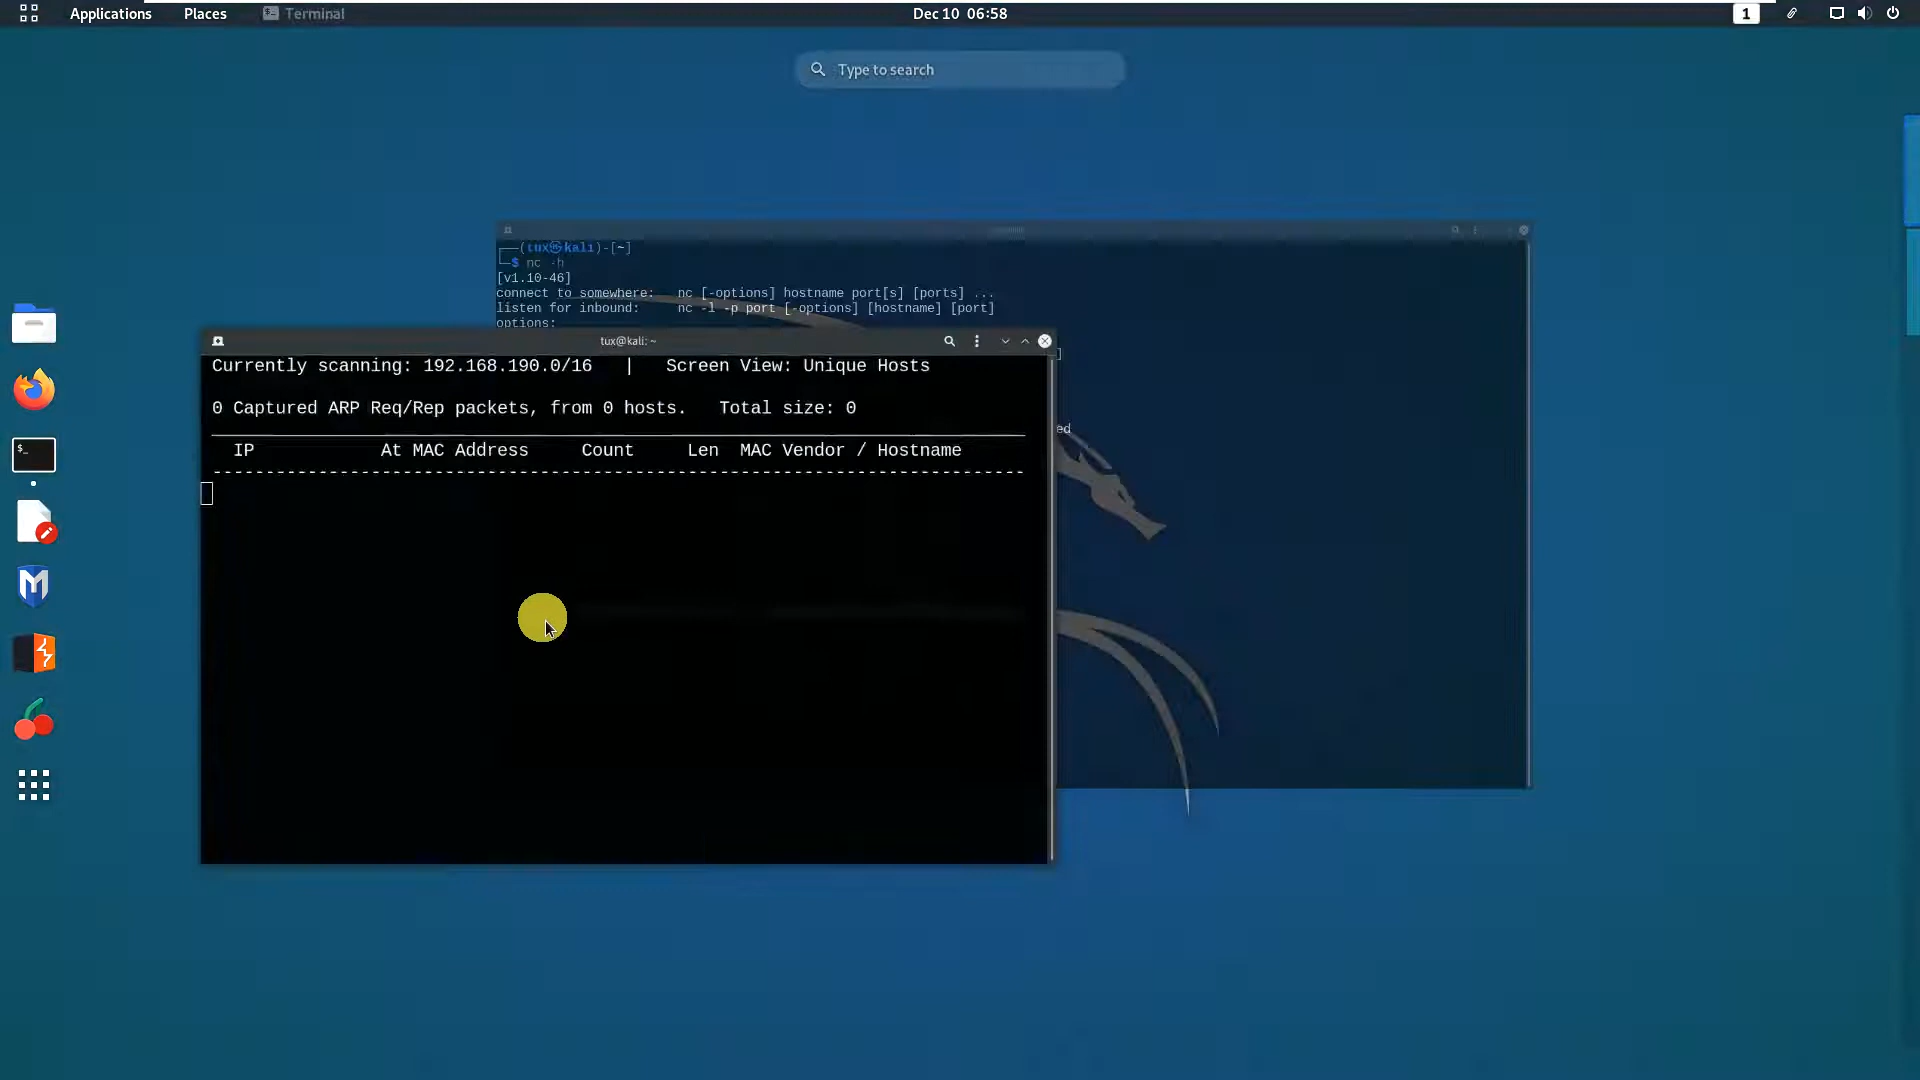 Applications Places Terminal Dec 10 06:58 1
Type to search
(tux㉿kali)-[~]
$ nc -h
[v1.10-46]
connect to somewhere: nc [-options] hostname port[s] [ports] ...
listen for inbound: nc -l -p port [-options] [hostname] [port]
options:
tux@kali: ~
Currently scanning: 192.168.190.0/16 | Screen View: Unique Hosts
0 Captured ARP Req/Rep packets, from 0 hosts. Total size: 0
IP At MAC Address Count Len MAC Vendor / Hostname
-----------------------------------------------------------------------------
]
ed